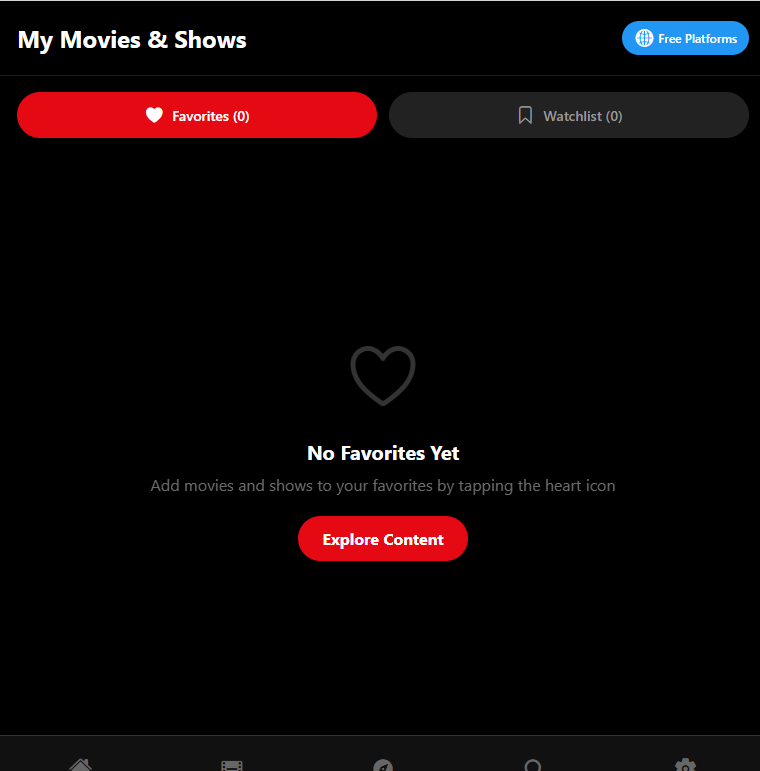 My Movies & Shows
Free Platforms
Favorites (0)
Watchlist (0)
No Favorites Yet
Add movies and shows to your favorites by tapping the heart icon
Explore Content